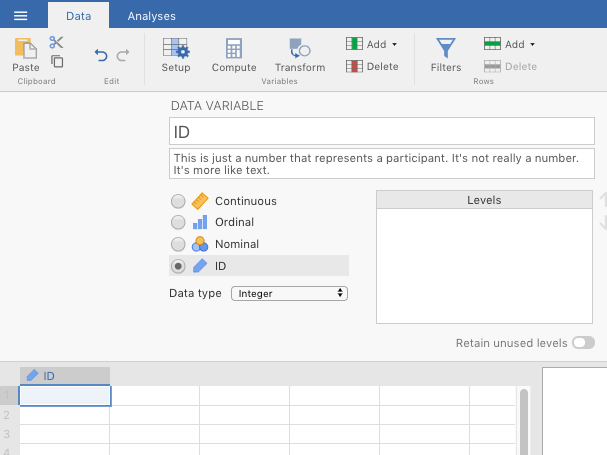 Data
Analyses
Paste
Clipboard
Edit
Setup
Compute
Transform
Add
Delete
Variables
Filters
Add
Delete
Rows
DATA VARIABLE
ID
This is just a number that represents a participant. It's not really a number.
It's more like text.
Continuous
Ordinal
Nominal
ID
Data type
Integer
Levels
Retain unused levels
ID
1
2
3
4